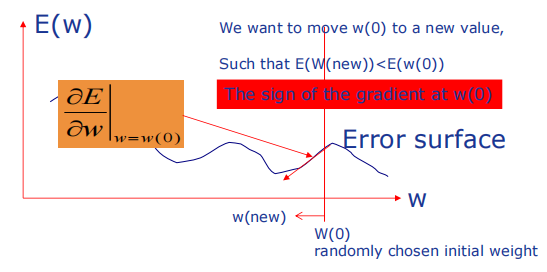 E(w)
We want to move w(0) to a new value,
Such that E(W(new))<E(w(0))
The sign of the gradient at w(0)
∂E/∂w|w=w(0)
Error surface
w
w(new)
W(0)
randomly chosen initial weight